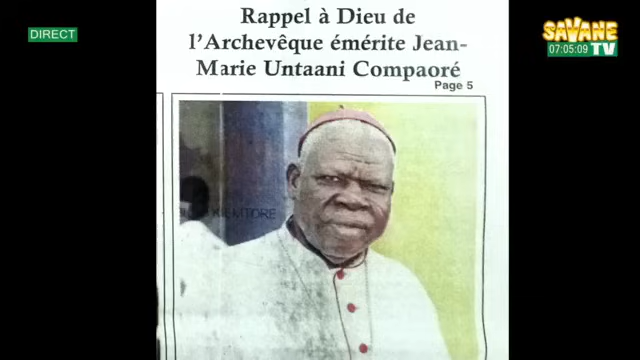 DIRECT
SAVANE
TV
07:05:09
Rappel à Dieu de
l'Archevêque émérite Jean-
Marie Untaani Compaoré
Page 5